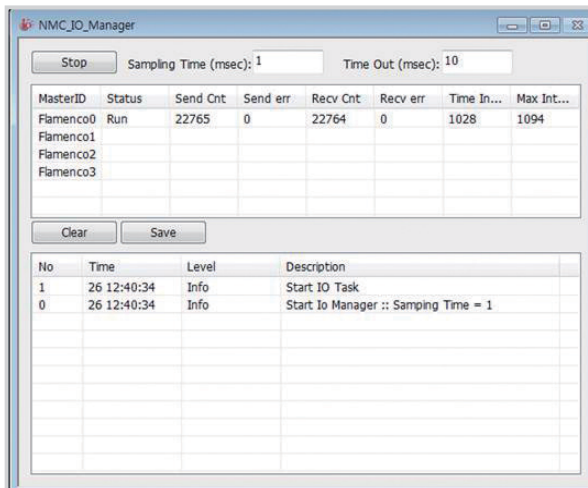 NMC_IO_Manager
Stop Sampling Time (msec): 1 Time Out (msec): 10
MasterID Status Send Cnt Send err Recv Cnt Recv err Time In... Max Int...
Flamenco0 Run 22765 0 22764 0 1028 1094
Flamenco1
Flamenco2
Flamenco3
Clear Save
No Time Level Description
1 26 12:40:34 Info Start IO Task
0 26 12:40:34 Info Start Io Manager :: Samping Time = 1